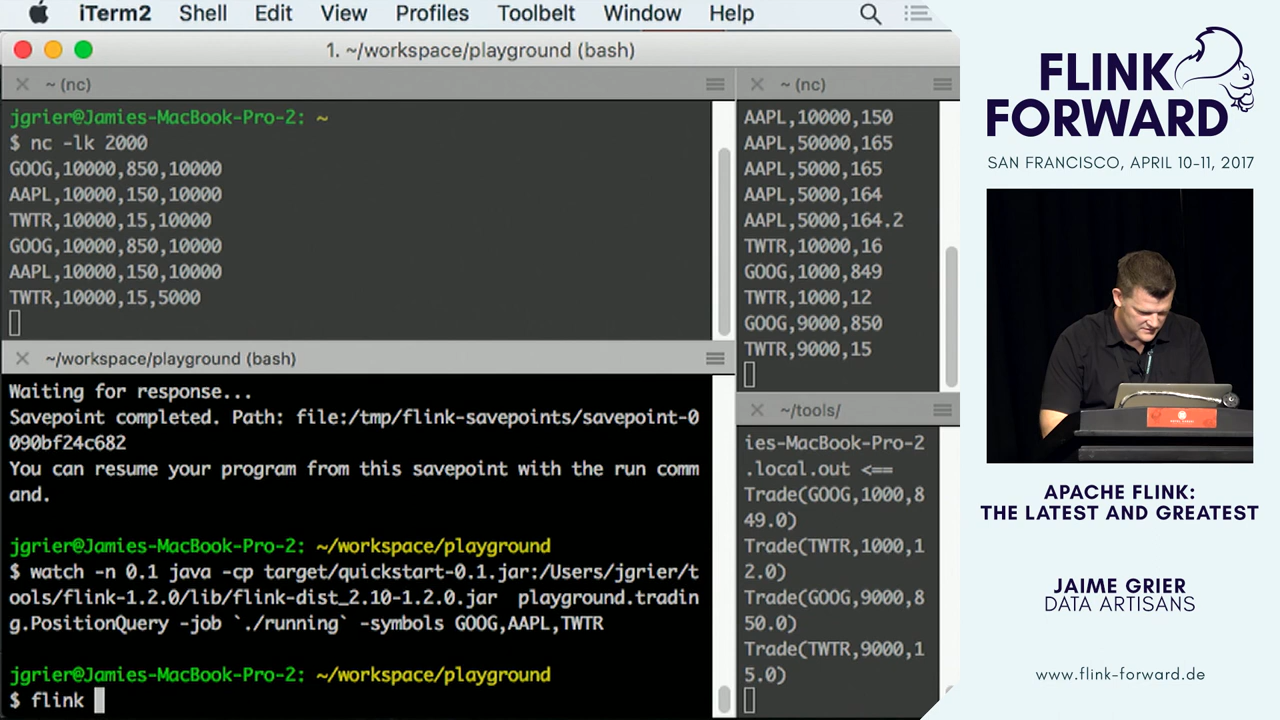 iTerm2 Shell Edit View Profiles Toolbelt Window Help
1. ~/workspace/playground (bash)
~ (nc)
jgrier@Jamies-MacBook-Pro-2: ~
$ nc -lk 2000
GOOG,10000,850,10000
AAPL,10000,150,10000
TWTR,10000,15,10000
GOOG,10000,850,10000
AAPL,10000,150,10000
TWTR,10000,15,5000
~/workspace/playground (bash)
Waiting for response...
Savepoint completed. Path: file:/tmp/flink-savepoints/savepoint-0
090bf24c682
You can resume your program from this savepoint with the run comm
and.
jgrier@Jamies-MacBook-Pro-2: ~/workspace/playground
$ watch -n 0.1 java -cp target/quickstart-0.1.jar:/Users/jgrier/t
ools/flink-1.2.0/lib/flink-dist_2.10-1.2.0.jar  playground.tradin
g.PositionQuery -job `./running` -symbols GOOG,AAPL,TWTR
jgrier@Jamies-MacBook-Pro-2: ~/workspace/playground
$ flink
~ (nc)
AAPL,10000,150
AAPL,50000,165
AAPL,5000,165
AAPL,5000,164
AAPL,5000,164.2
TWTR,10000,16
GOOG,1000,849
TWTR,1000,12
GOOG,9000,850
TWTR,9000,15
~/tools/
ies-MacBook-Pro-2
.local.out <==
Trade(GOOG,1000,8
49.0)
Trade(TWTR,1000,1
2.0)
Trade(GOOG,9000,8
50.0)
Trade(TWTR,9000,1
5.0)
FLINK
FORWARD
SAN FRANCISCO, APRIL 10-11, 2017
APACHE FLINK:
THE LATEST AND GREATEST
JAIME GRIER
DATA ARTISANS
www.flink-forward.de